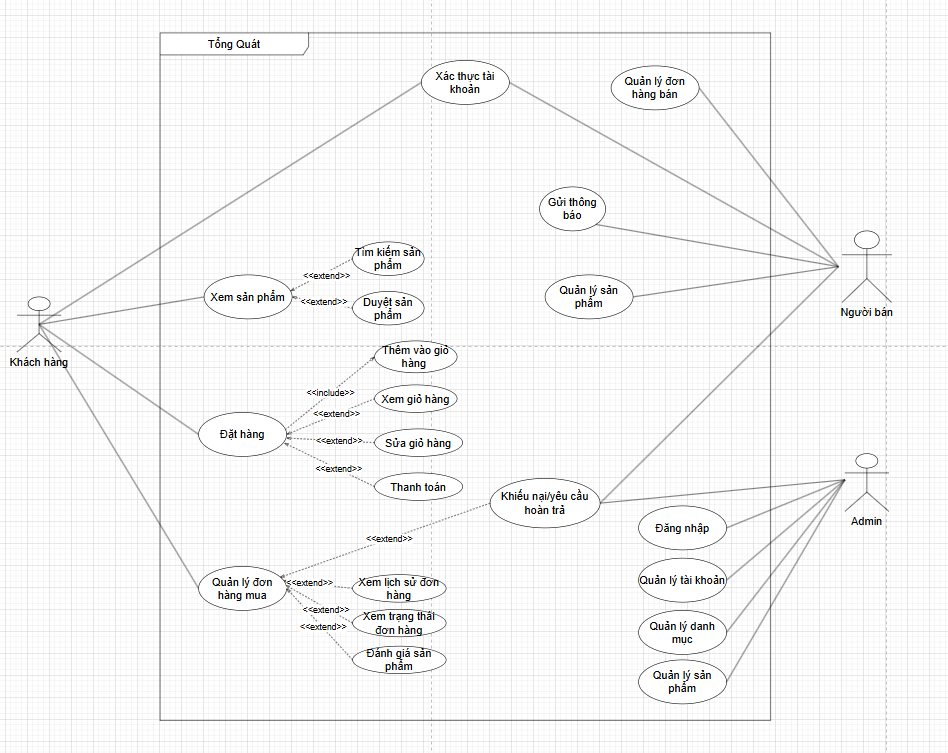 Tổng Quát
Xác thực tài
khoản
Quản lý đơn
hàng bán
Gửi thông
báo
Tìm kiếm sản
phẩm
<<extend>>
Xem sản phẩm
<<extend>>
Duyệt sản
phẩm
Quản lý sản
phẩm
Người bán
Khách hàng
Thêm vào giỏ
hàng
<<include>>
Xem giỏ hàng
<<extend>>
Đặt hàng
<<extend>>
Sửa giỏ hàng
<<extend>>
Thanh toán
Khiếu nại/yêu cầu
hoàn trả
Admin
Đăng nhập
<<extend>>
Quản lý đơn
hàng mua
<<extend>>
Xem lịch sử đơn
hàng
Quản lý tài khoản
<<extend>>
Xem trạng thái
đơn hàng
<<extend>>
Quản lý danh
mục
Đánh giá sản
phẩm
Quản lý sản
phẩm